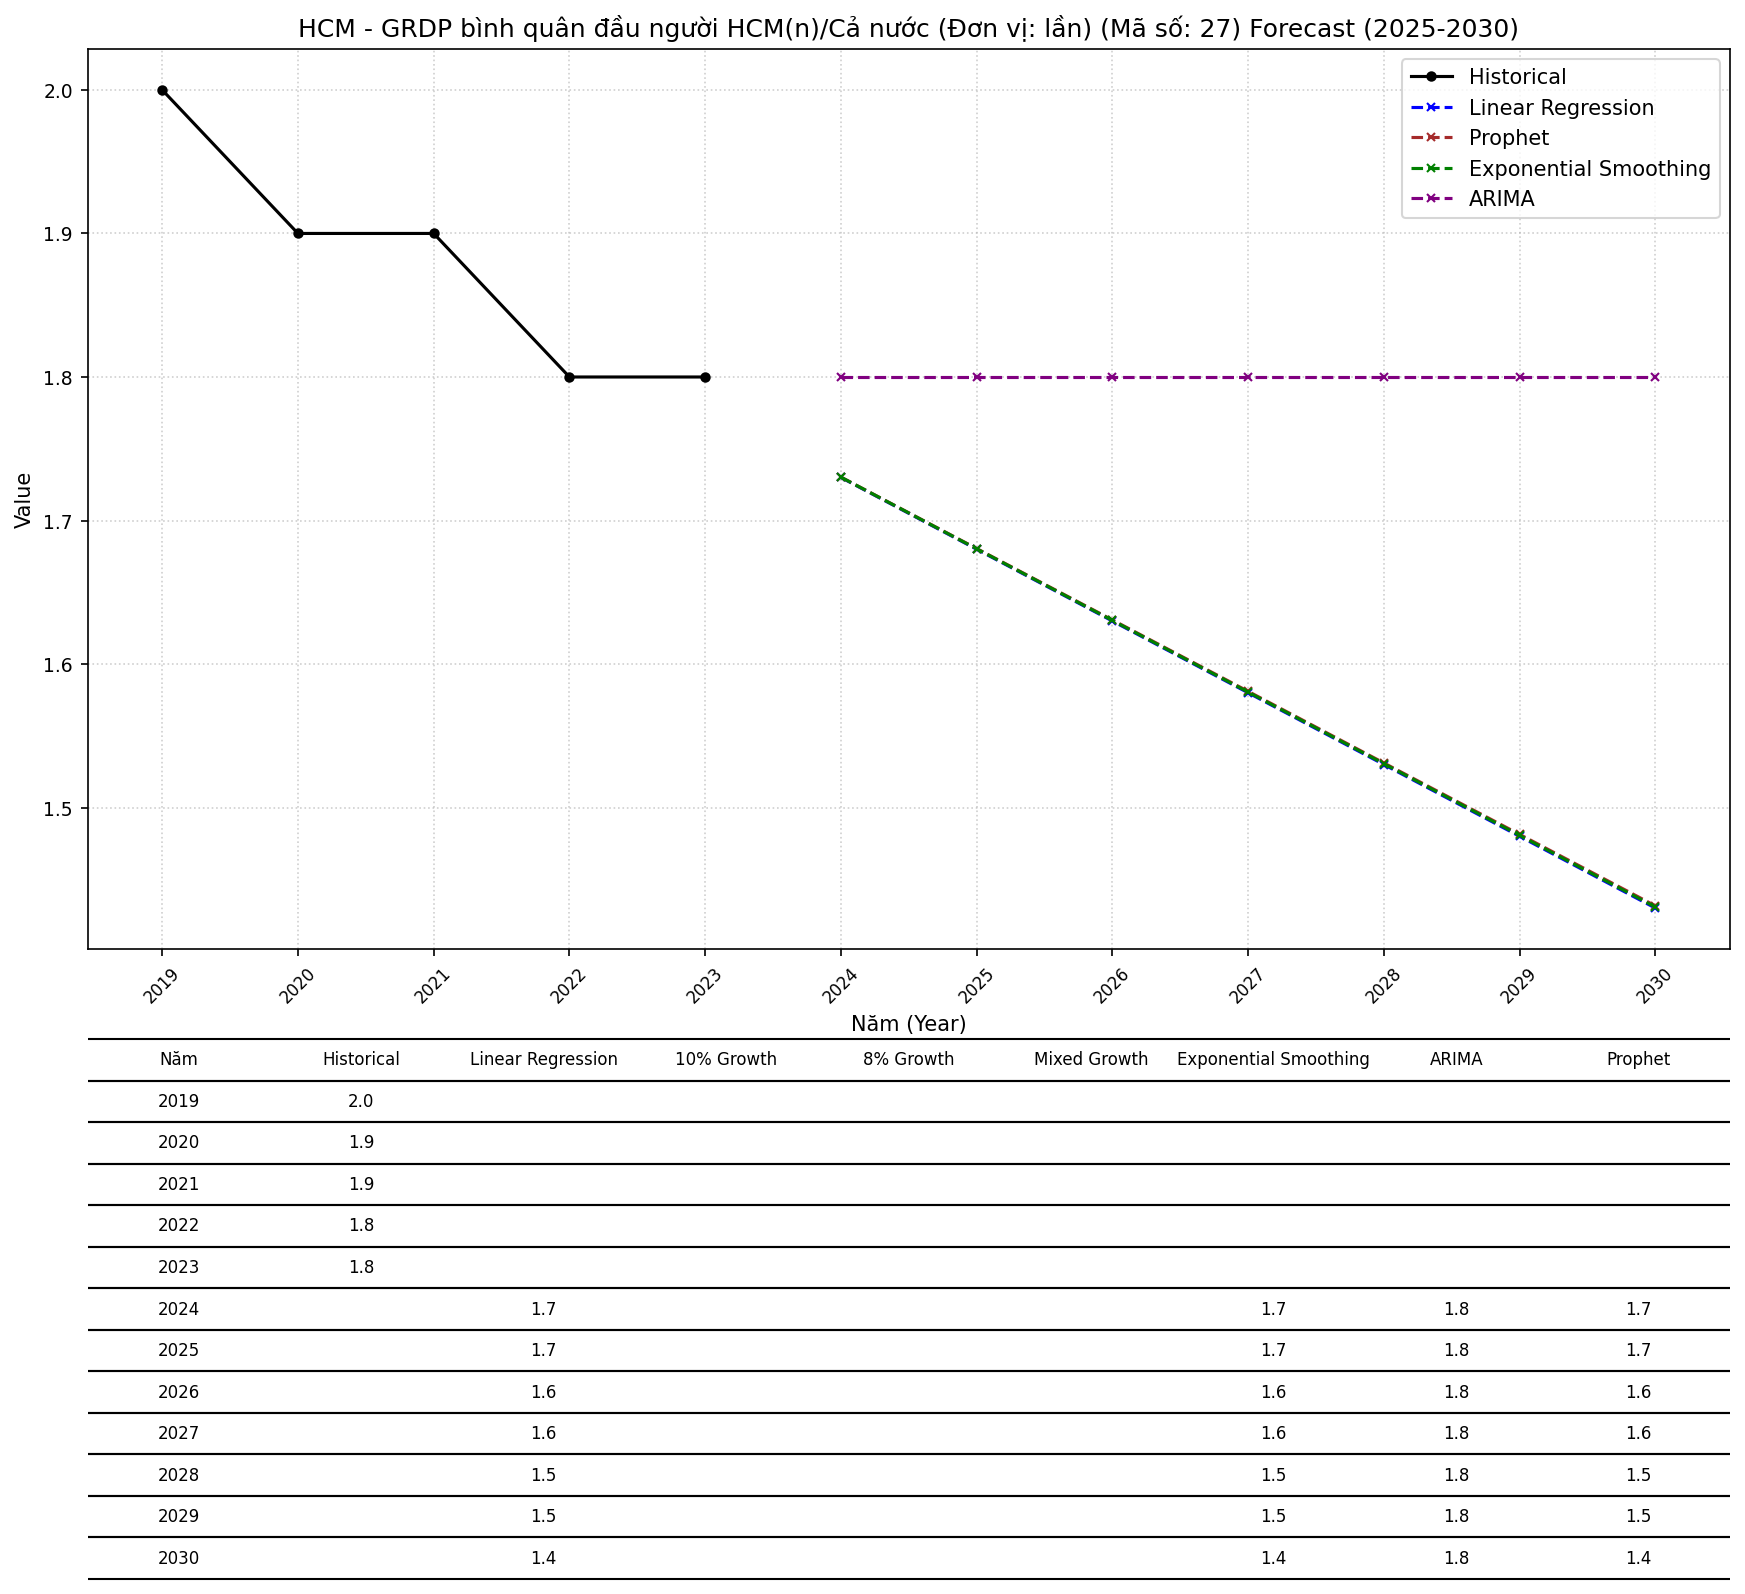 HCM - GRDP bình quân đầu người HCM(n)/Cả nước (Đơn vị: lần) (Mã số: 27) Forecast (2025-2030)
Historical
Linear Regression
Prophet
Exponential Smoothing
ARIMA
Value
2.0
1.9
1.8
1.7
1.6
1.5
2019 2020 2021 2022 2023 2024 2025 2026 2027 2028 2029 2030
Năm (Year)
Năm Historical Linear Regression 10% Growth 8% Growth Mixed Growth Exponential Smoothing ARIMA Prophet
2019 2.0
2020 1.9
2021 1.9
2022 1.8
2023 1.8
2024 1.7 1.7 1.8 1.7
2025 1.7 1.7 1.8 1.7
2026 1.6 1.6 1.8 1.6
2027 1.6 1.6 1.8 1.6
2028 1.5 1.5 1.8 1.5
2029 1.5 1.5 1.8 1.5
2030 1.4 1.4 1.8 1.4